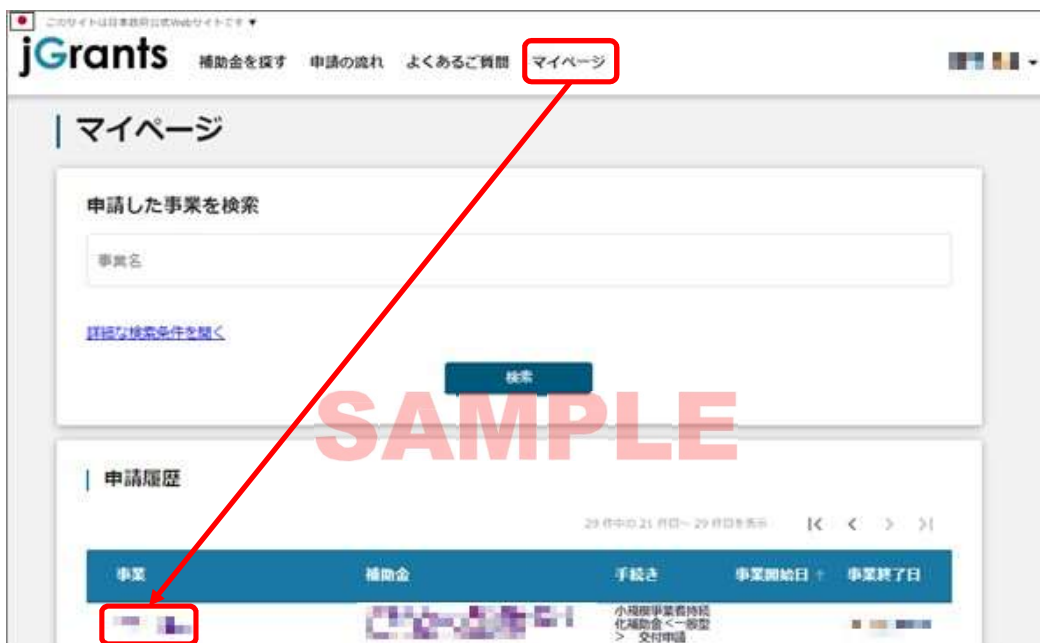 このサイトは日本政府公式Webサイトです ▼
jGrants 補助金を探す 申請の流れ よくあるご質問 マイページ
マイページ
申請した事業を検索
事業名
詳細な検索条件を開く
検索
SAMPLE
申請履歴
29 件中の 21 件目~ 29 件目を表示
事業 補助金 手続き 事業開始日 ↑ 事業終了日
小規模事業者持続
化補助金<一般型
> 交付申請